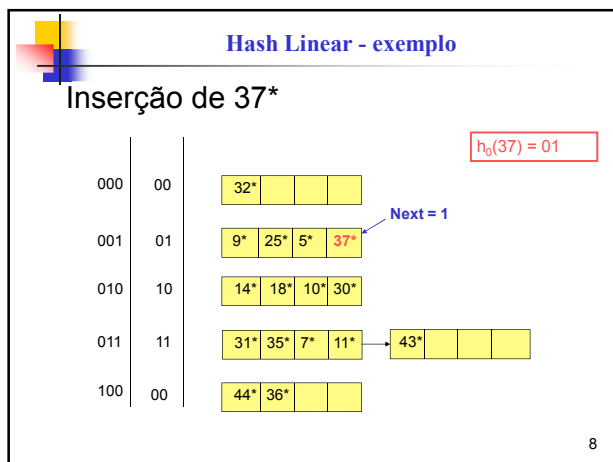 Hash Linear - exemplo
Inserção de 37*
h0(37) = 01
000 00 32*
Next = 1
001 01 9* 25* 5* 37*
010 10 14* 18* 10* 30*
011 11 31* 35* 7* 11* 43*
100 00 44* 36*
8